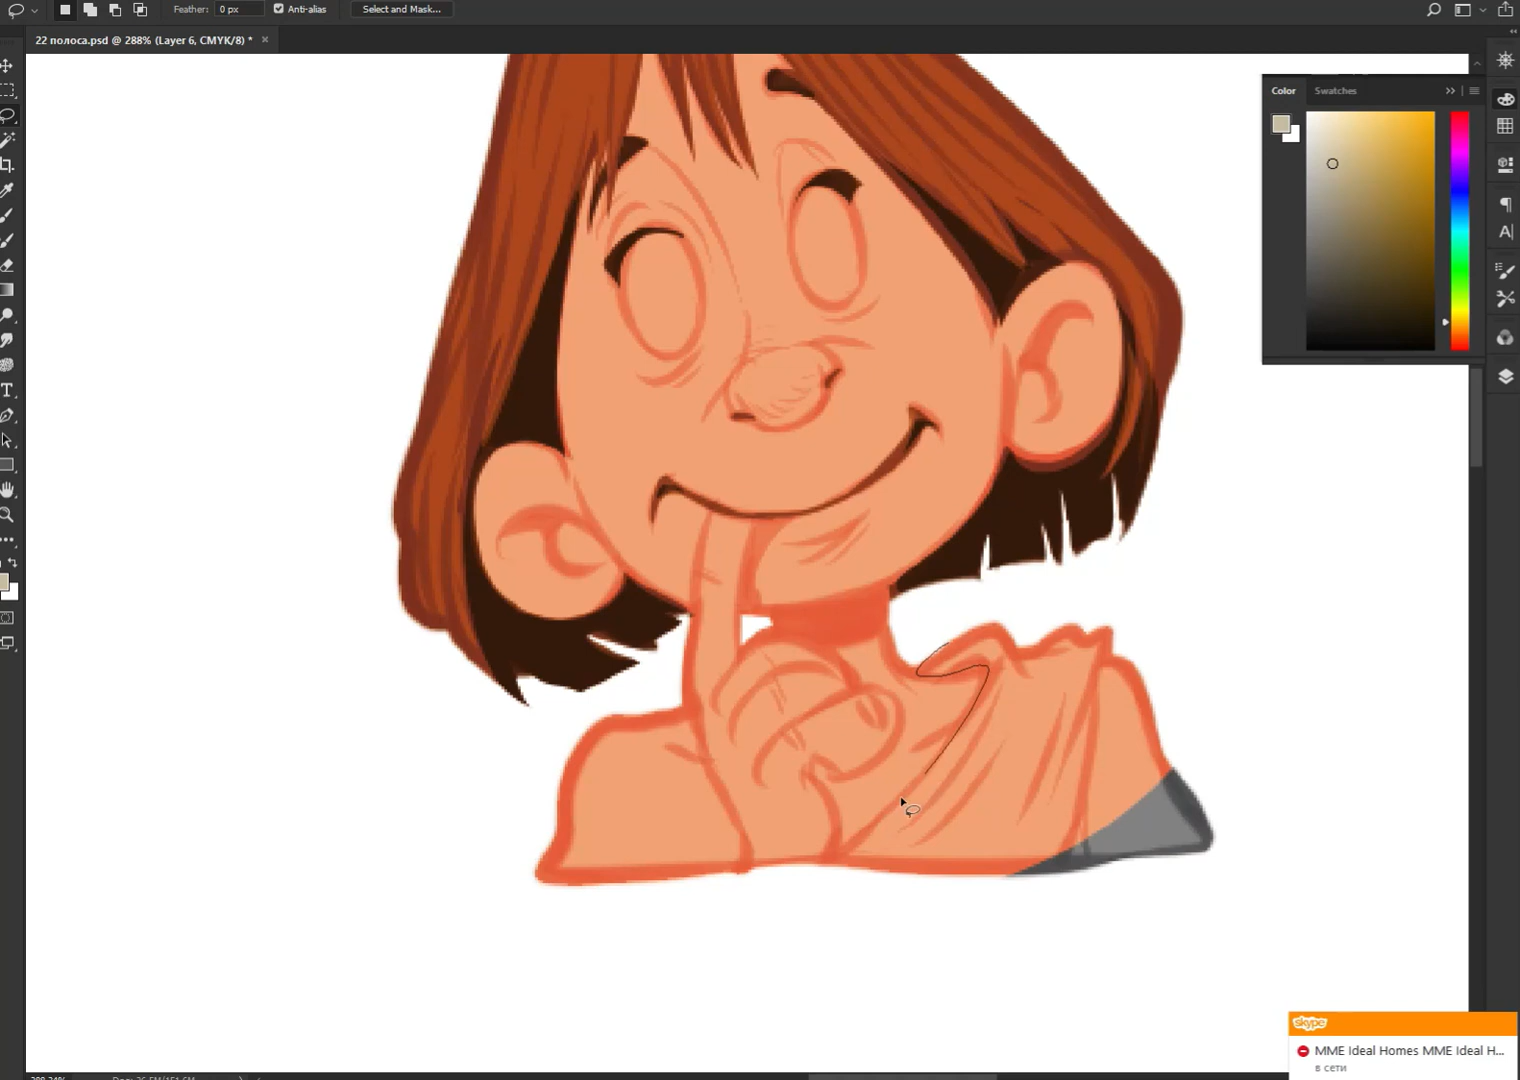 Feather: 0 px Anti-alias Select and Mask...
22 полоса.psd @ 288% (Layer 6, CMYK/8) * ×
Color Swatches
skype
MME Ideal Homes MME Ideal H...
в сети